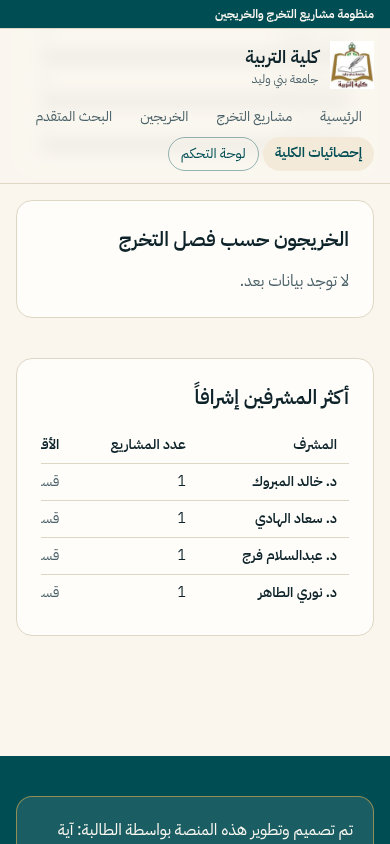 منظومة مشاريع التخرج والخريجين
كلية التربية
جامعة بني وليد
الرئيسية مشاريع التخرج الخريجين البحث المتقدم
إحصائيات الكلية لوحة التحكم
الخريجون حسب فصل التخرج
لا توجد بيانات بعد.
أكثر المشرفين إشرافاً
المشرف عدد المشاريع
د. خالد المبروك 1
د. سعاد الهادي 1
د. عبدالسلام فرج 1
د. نوري الطاهر 1
تم تصميم وتطوير هذه المنصة بواسطة الطالبة: آية